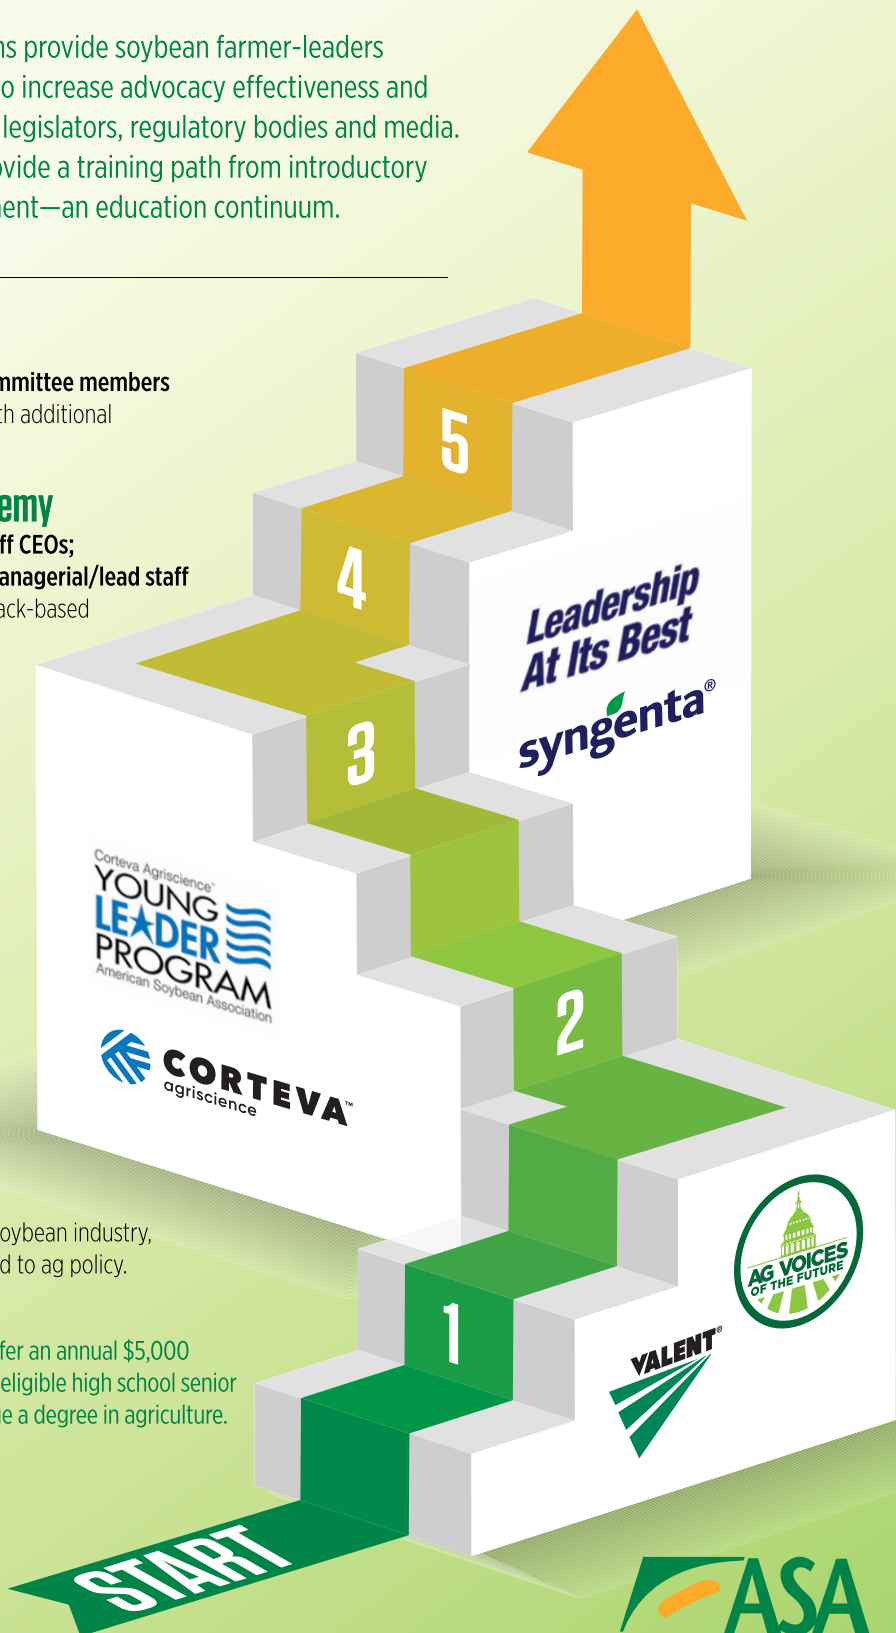 ns provide soybean farmer-leaders
o increase advocacy effectiveness and
legislators, regulatory bodies and media.
ovide a training path from introductory
nent—an education continuum.
mmittee members
th additional
5
emy
ff CEOs;
anagerial/lead staff
ack-based
4
Leadership
At Its Best
syngenta®
3
Corteva Agriscience™
YOUNG
LEADER
PROGRAM
American Soybean Association
CORTEVA™
agriscience
2
oybean industry,
d to ag policy.
AG VOICES
OF THE FUTURE
1
VALENT®
fer an annual $5,000
eligible high school senior
ue a degree in agriculture.
START
ASA